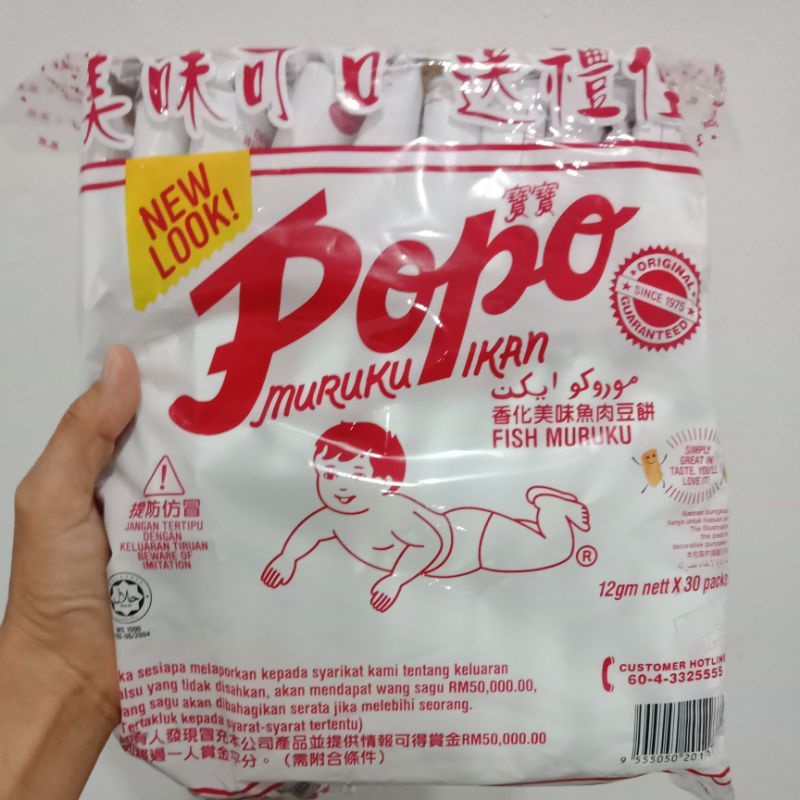 美味可口 送禮佳
NEW
LOOK!
寶寶
Popo
MURUKU IKAN
موروكو ايكن
香化美味魚肉豆餅
FISH MURUKU
ORIGINAL
SINCE 1975
GUARANTEED
SIMPLY
GREAT IN
TASTE, YOU'LL
LOVE IT!
提防仿冒
JANGAN TERTIPU
DENGAN
KELUARAN TIRUAN
BEWARE OF
IMITATION
حلال
MS 1500
®
12gm nett X 30 packs
sesiapa melaporkan kepada syarikat kami tentang keluaran
yang tidak disahkan, akan mendapat wang sagu RM50,000.00,
sagu akan dibahagikan serata jika melebihi seorang.
kepada syarat-syarat tertentu)
有人發現冒充本公司產品並提供情報可得賞金RM50,000.00
超過一人賞金平分。（需附合條件）
CUSTOMER HOTLINE
60-4-3325555
9 555050 201